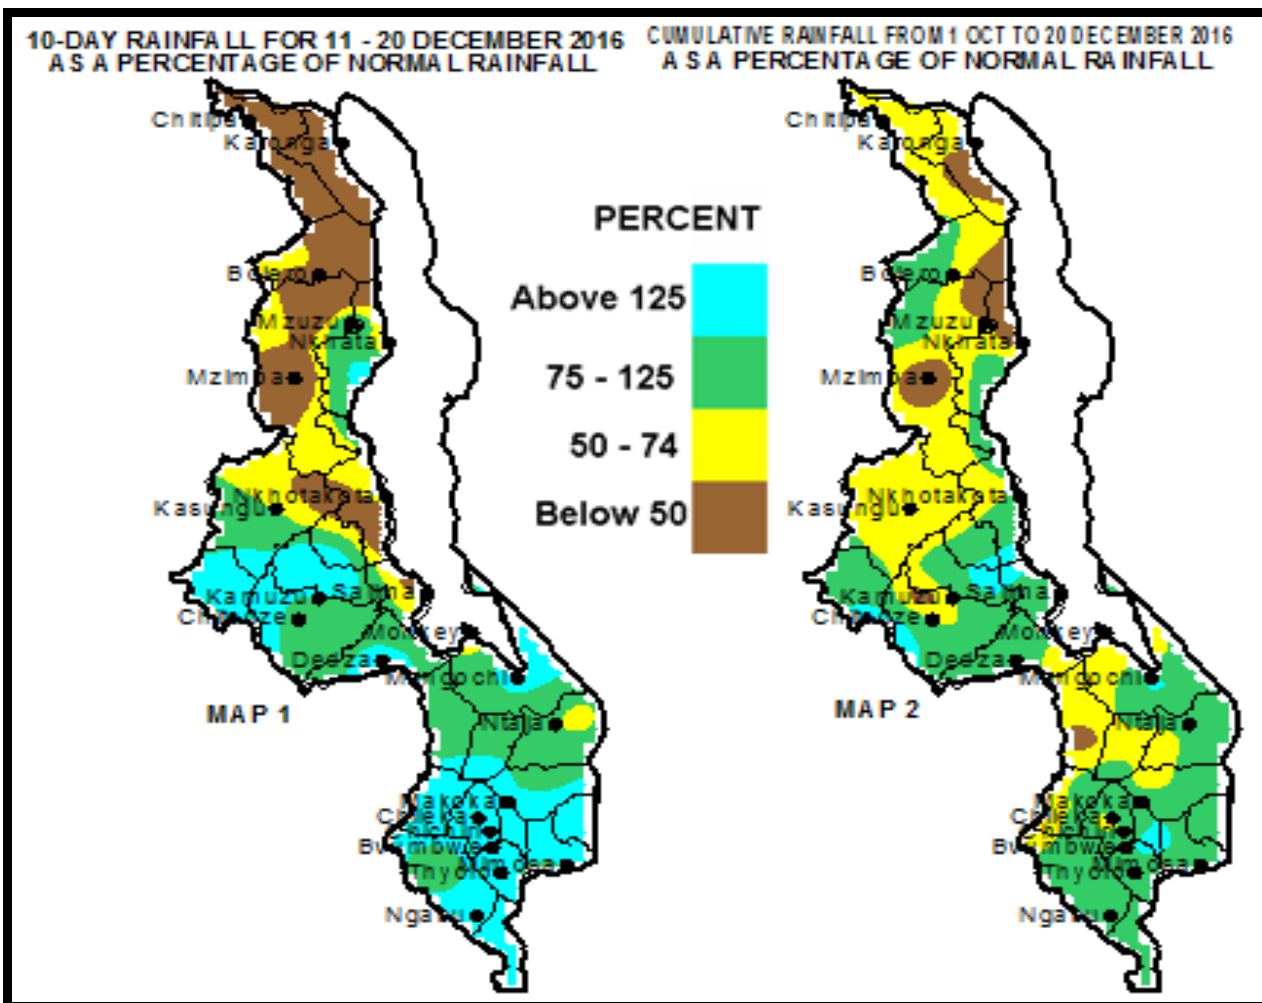 10-DAY RAINFALL FOR 11 - 20 DECEMBER 2016
AS A PERCENTAGE OF NORMAL RAINFALL
CUMULATIVE RAINFALL FROM 1 OCT TO 20 DECEMBER 2016
AS A PERCENTAGE OF NORMAL RAINFALL
Chitipa
Karonga
Bolero
Mzuzu
Nkhata
Mzimba
Nkhotakota
Kasungu
Kamuzu
Salima
Monkey
Dedza
Mangochi
MAP 1
Ntaja
Makoka
Chileka
Bvumbwe
Mimosa
Thyolo
Ngabu
PERCENT
Above 125
75 - 125
50 - 74
Below 50
Chitipa
Karonga
Bolero
Mzuzu
Nkhata
Mzimba
Nkhotakota
Kasungu
Kamuzu
Salima
Monkey
Dedza
Mangochi
MAP 2
Ntaja
Makoka
Chileka
Bvumbwe
Mimosa
Thyolo
Ngabu